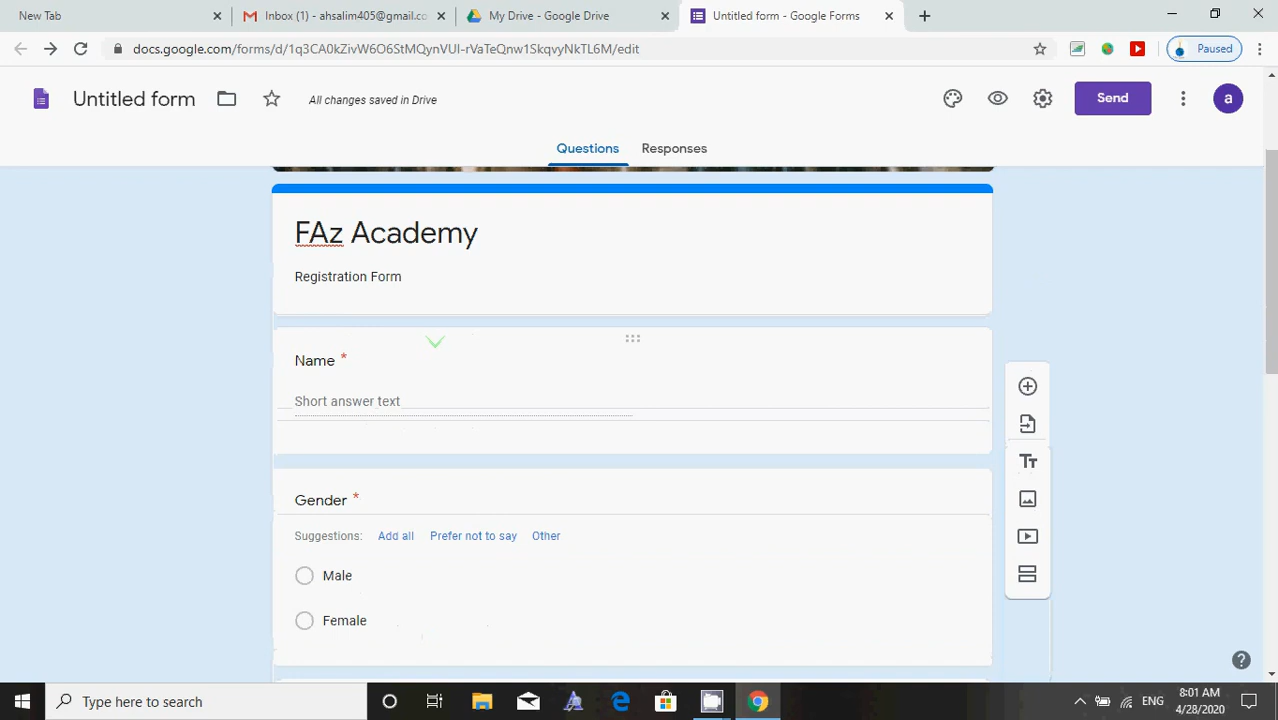 New Tab
Inbox (1) - ahsalim405@gmail.co
My Drive - Google Drive
Untitled form - Google Forms
docs.google.com/forms/d/1q3CA0kZivW6O6StMQynVUl-rVaTeQnw1SkqvyNkTL6M/edit
Paused
Untitled form
All changes saved in Drive
Send
a
Questions
Responses
FAz Academy
Registration Form
Name *
Short answer text
Gender *
Suggestions: Add all Prefer not to say Other
Male
Female
Type here to search
ENG
8:01 AM
4/28/2020